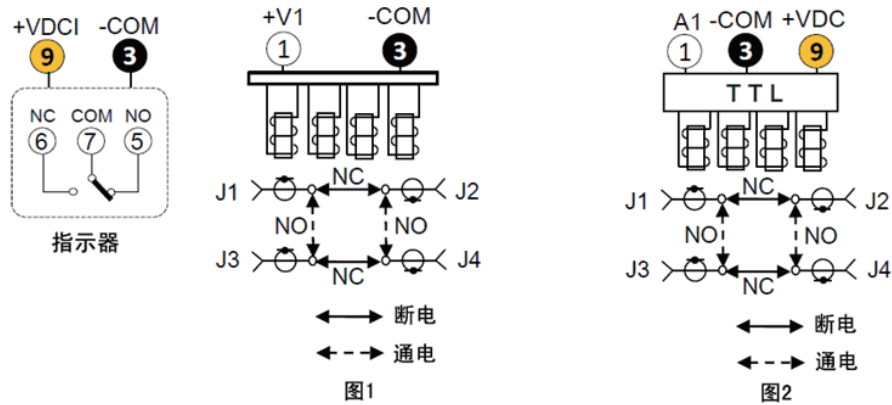 +VDCI -COM
9 3
NC COM NO
6 7 5
指示器
+V1 -COM
1 3
J1 NC J2
NO NO
J3 NC J4
断电
通电
图1
A1 -COM +VDC
1 3 9
TTL
J1 NC J2
NO NO
J3 NC J4
断电
通电
图2